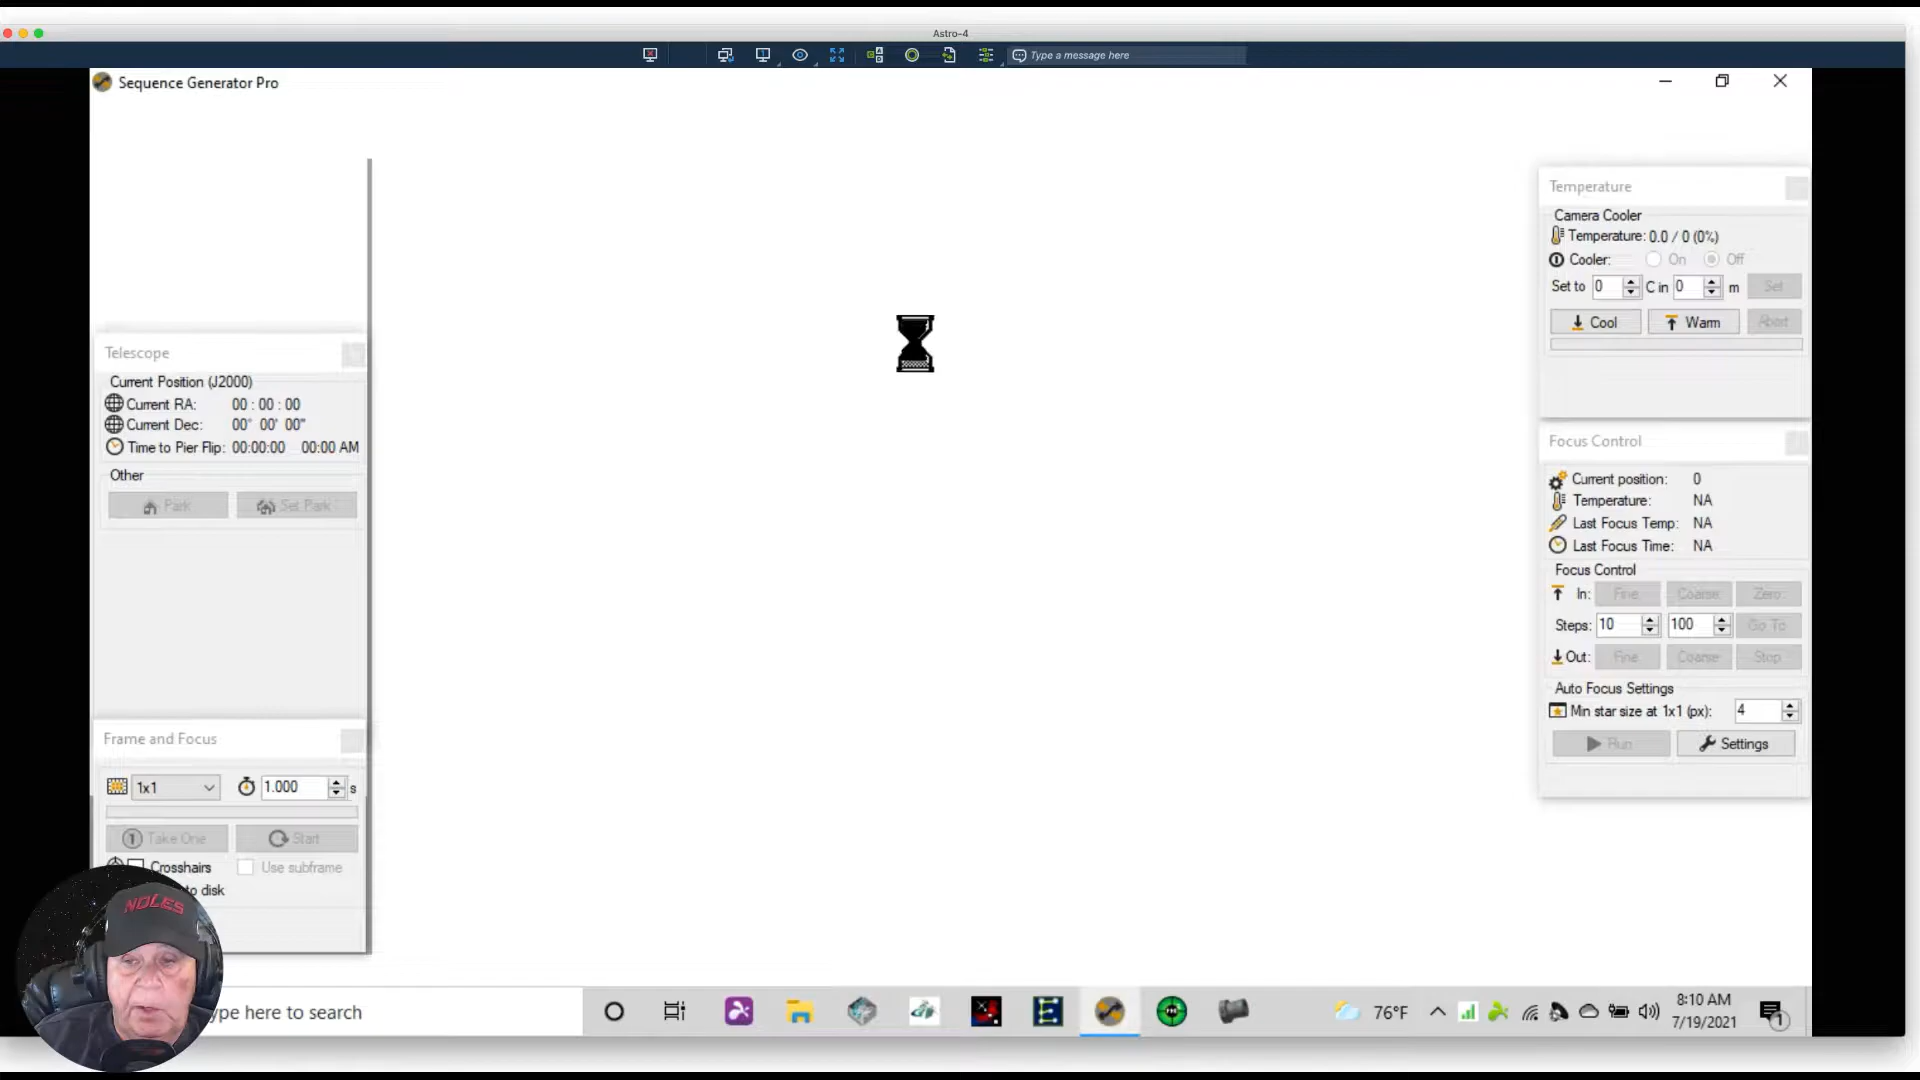 Astro-4
Type a message here
Sequence Generator Pro
Telescope
Current Position (J2000)
Current RA: 00 : 00 : 00
Current Dec: 00° 00' 00"
Time to Pier Flip: 00:00:00 00:00 AM
Other
Park Set Park
Frame and Focus
1x1 1.000 s
Take One Start
Crosshairs Use subframe
to disk
NOLES
Temperature
Camera Cooler
Temperature: 0.0 / 0 (0%)
Cooler: On Off
Set to 0 C in 0 m Set
Cool Warm Abort
Focus Control
Current position: 0
Temperature: NA
Last Focus Temp: NA
Last Focus Time: NA
Focus Control
In: Fine Coarse Zero
Steps: 10 100 Go To
Out: Fine Coarse Stop
Auto Focus Settings
Min star size at 1x1 (px): 4
Run Settings
ype here to search
76°F
8:10 AM
7/19/2021
1